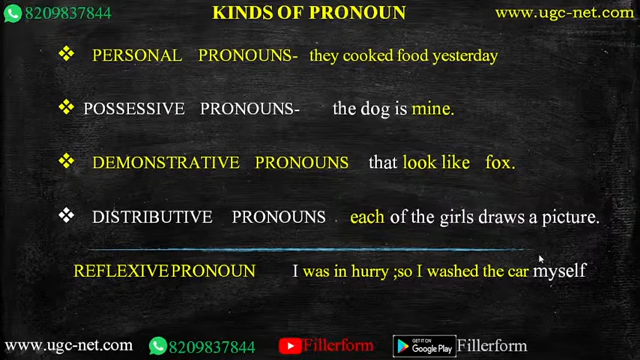 8209837844 KINDS OF PRONOUN www.ugc-net.com
PERSONAL PRONOUNS- they cooked food yesterday
POSSESSIVE PRONOUNS- the dog is mine.
DEMONSTRATIVE PRONOUNS that look like fox.
DISTRIBUTIVE PRONOUNS each of the girls draws a picture.
REFLEXIVE PRONOUN I was in hurry ;so I washed the car myself
www.ugc-net.com 8209837844 Fillerform GET IT ON Google Play Fillerform